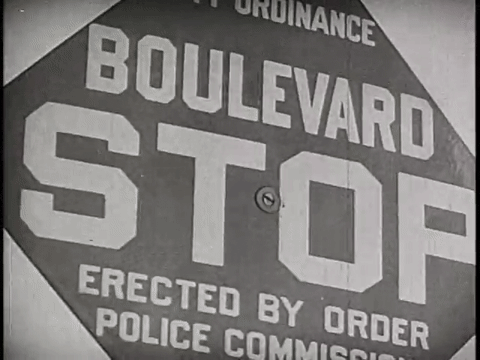 ORDINANCE
BOULEVARD
STOP
ERECTED BY ORDER
POLICE